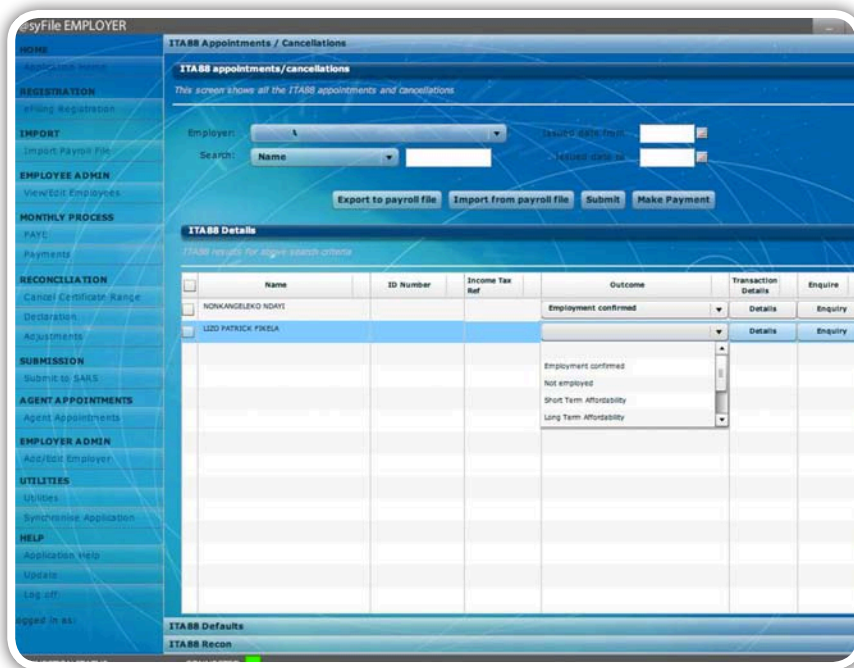 @syFile EMPLOYER
HOME
Application Home
REGISTRATION
eFiling Registration
IMPORT
Import Payroll File
EMPLOYEE ADMIN
View/Edit Employees
MONTHLY PROCESS
PAYE
Payments
RECONCILIATION
Cancel Certificate Range
Declaration
Adjustments
SUBMISSION
Submit to SARS
AGENT APPOINTMENTS
Agent Appointments
EMPLOYER ADMIN
Add/Edit Employer
UTILITIES
Utilities
Synchronise Application
HELP
Application Help
Update
Log off
ogged in as:
ITA88 Appointments / Cancellations
ITA88 appointments/cancellations
This screen shows all the ITA88 appointments and cancellations
Employer: Issued date from
Search: Name Issued date to
Export to payroll file Import from payroll file Submit Make Payment
ITA88 Details
ITA88 results for above search criteria
Name ID Number Income Tax Ref Outcome Transaction Details Enquire
NONKANGELEKO NDAYI Employment confirmed Details Enquiry
LIZO PATRICK FIKELA Details Enquiry
Employment confirmed
Not employed
Short Term Affordability
Long Term Affordability
ITA88 Defaults
ITA88 Recon